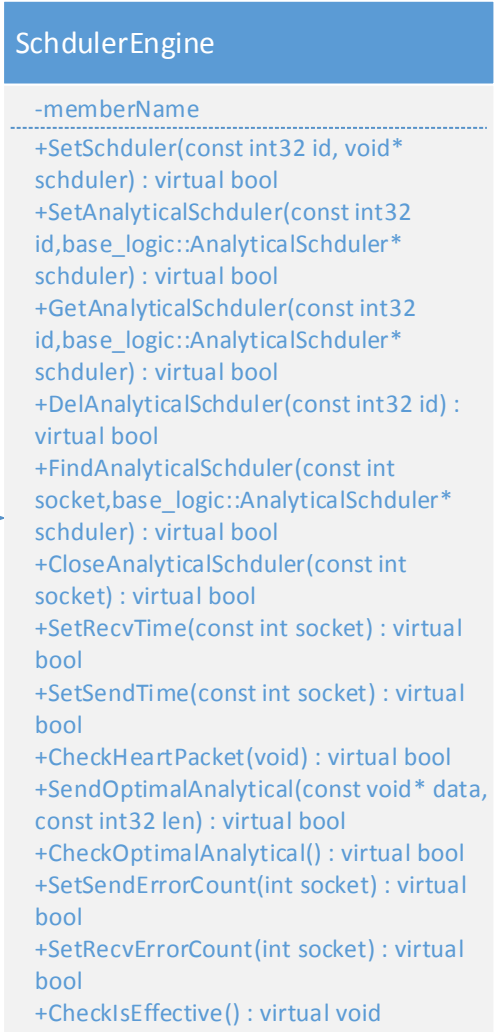 SchdulerEngine
-memberName
+SetSchduler(const int32 id, void*
schduler) : virtual bool
+SetAnalyticalSchduler(const int32
id,base_logic::AnalyticalSchduler*
schduler) : virtual bool
+GetAnalyticalSchduler(const int32
id,base_logic::AnalyticalSchduler*
schduler) : virtual bool
+DelAnalyticalSchduler(const int32 id) :
virtual bool
+FindAnalyticalSchduler(const int
socket,base_logic::AnalyticalSchduler*
schduler) : virtual bool
+CloseAnalyticalSchduler(const int
socket) : virtual bool
+SetRecvTime(const int socket) : virtual
bool
+SetSendTime(const int socket) : virtual
bool
+CheckHeartPacket(void) : virtual bool
+SendOptimalAnalytical(const void* data,
const int32 len) : virtual bool
+CheckOptimalAnalytical() : virtual bool
+SetSendErrorCount(int socket) : virtual
bool
+SetRecvErrorCount(int socket) : virtual
bool
+CheckIsEffective() : virtual void